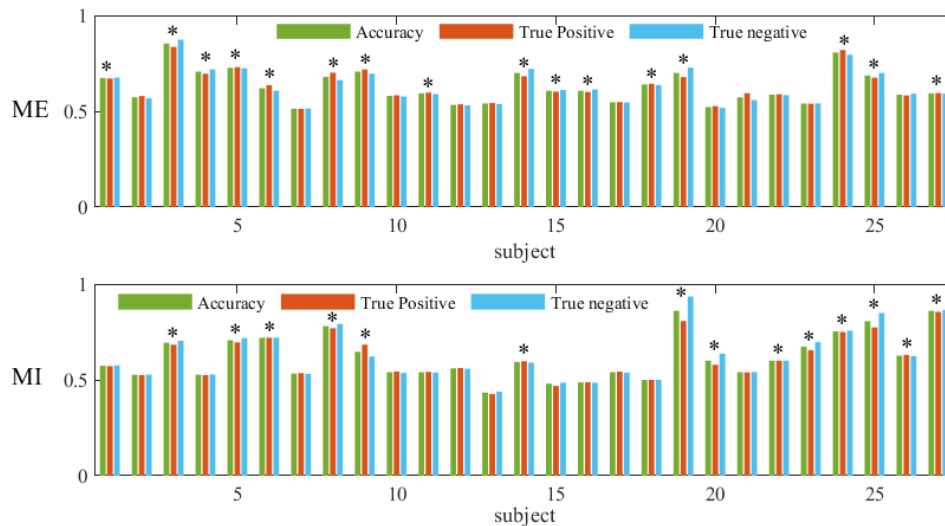 1
Accuracy True Positive True negative
* * * * * * * * * * * * * * * * *
ME 0.5
0
5 10 15 20 25
subject
1
Accuracy True Positive True negative
* * * * * * * * * * * * * *
MI 0.5
0
5 10 15 20 25
subject